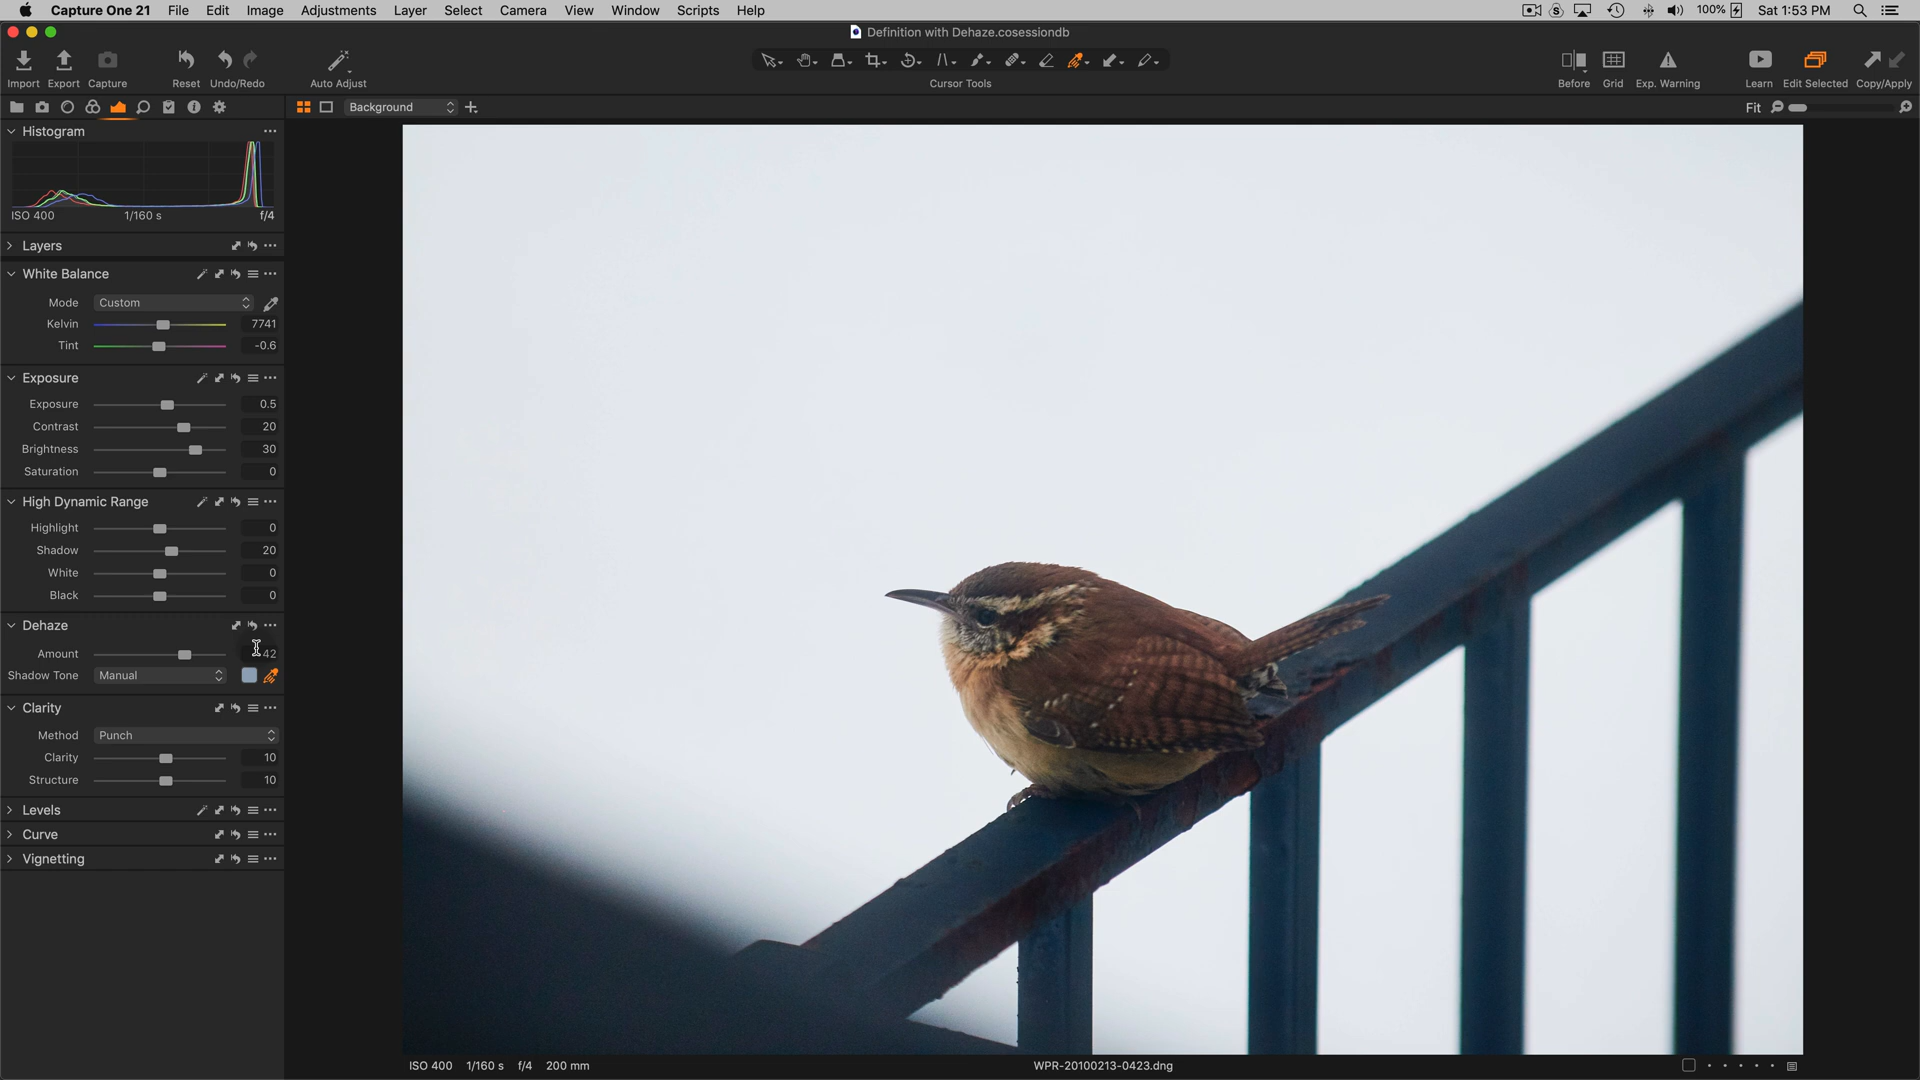 Capture One 21 File Edit Image Adjustments Layer Select Camera View Window Scripts Help 100% Sat 1:53 PM
Definition with Dehaze.cosessiondb
Import Export Capture Reset Undo/Redo Auto Adjust Cursor Tools Before Grid Exp. Warning Learn Edit Selected Copy/Apply
Background Fit
Histogram
ISO 400 1/160 s f/4
Layers
White Balance
Mode Custom
Kelvin 7741
Tint -0.6
Exposure
Exposure 0.5
Contrast 20
Brightness 30
Saturation 0
High Dynamic Range
Highlight 0
Shadow 20
White 0
Black 0
Dehaze
Amount 42
Shadow Tone Manual
Clarity
Method Punch
Clarity 10
Structure 10
Levels
Curve
Vignetting
ISO 400 1/160 s f/4 200 mm WPR-20100213-0423.dng